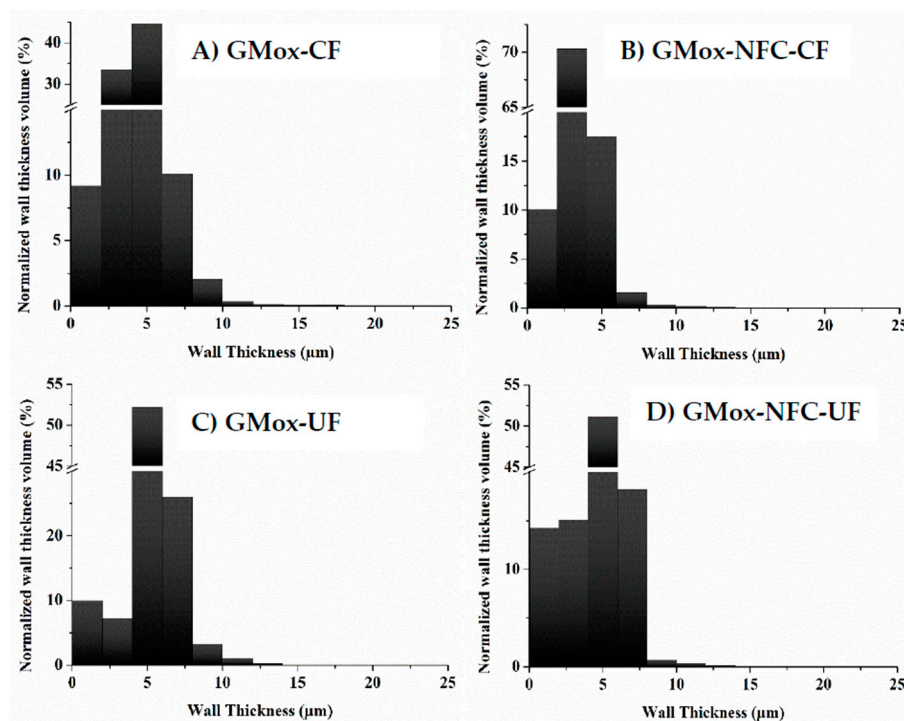 A) GMox-CF
Normalized wall thickness volume (%)
40
30
10
5
0
0 5 10 15 20 25
Wall Thickness (µm)
B) GMox-NFC-CF
Normalized wall thickness volume (%)
70
65
15
10
5
0
0 5 10 15 20 25
Wall Thickness (µm)
C) GMox-UF
Normalized wall thickness volume (%)
55
50
45
20
10
0
0 5 10 15 20 25
Wall Thickness (µm)
D) GMox-NFC-UF
Normalized wall thickness volume (%)
55
50
45
10
0
0 5 10 15 20 25
Wall Thickness (µm)